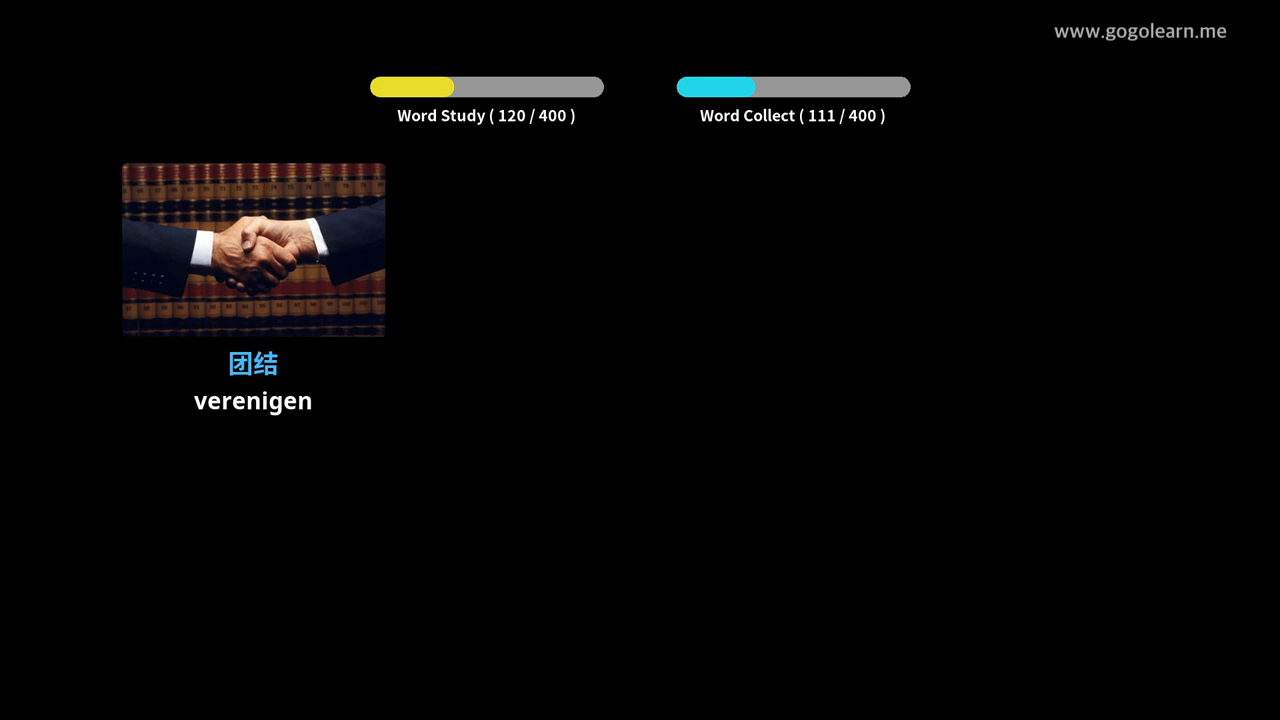 www.gogolearn.me
Word Study ( 120 / 400 )
Word Collect ( 111 / 400 )
团结
verenigen